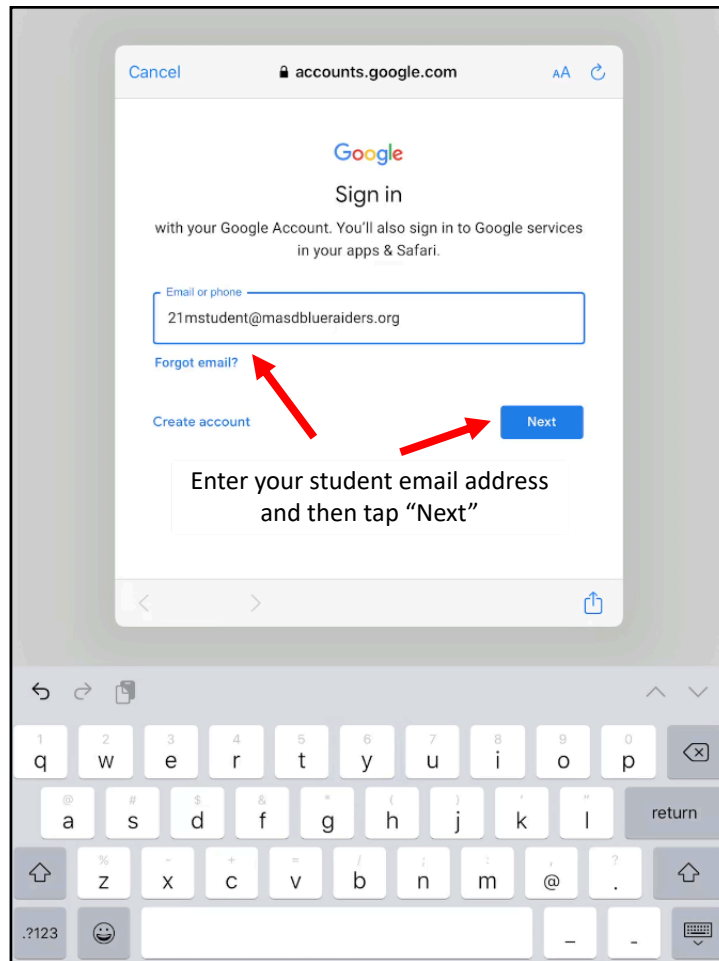 Cancel accounts.google.com AA
Google
Sign in
with your Google Account. You'll also sign in to Google services
in your apps & Safari.
Email or phone
21mstudent@masdblueraiders.org
Forgot email?
Create account Next
Enter your student email address
and then tap “Next”
1 2 3 4 5 6 7 8 9 0
q w e r t y u i o p
@ # $ & * ( ) ' "
a s d f g h j k l return
% - + = / ; : , ?
z x c v b n m @ .
.?123 _ -